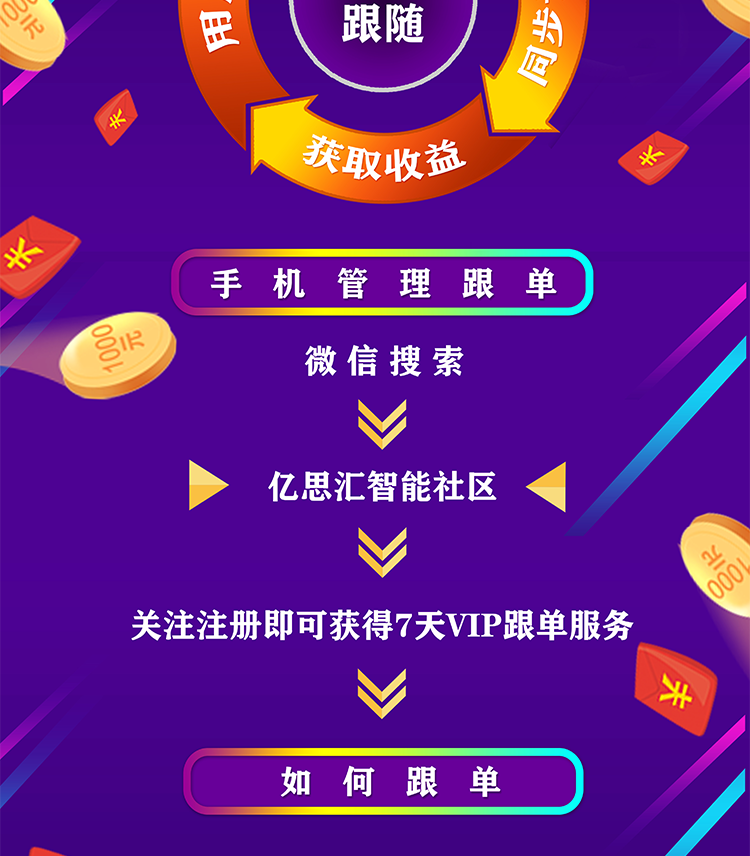 跟随
用
同步
获取收益
手机管理跟单
微信搜索
亿思汇智能社区
关注注册即可获得7天VIP跟单服务
如何跟单
1000元
1000元
1000元